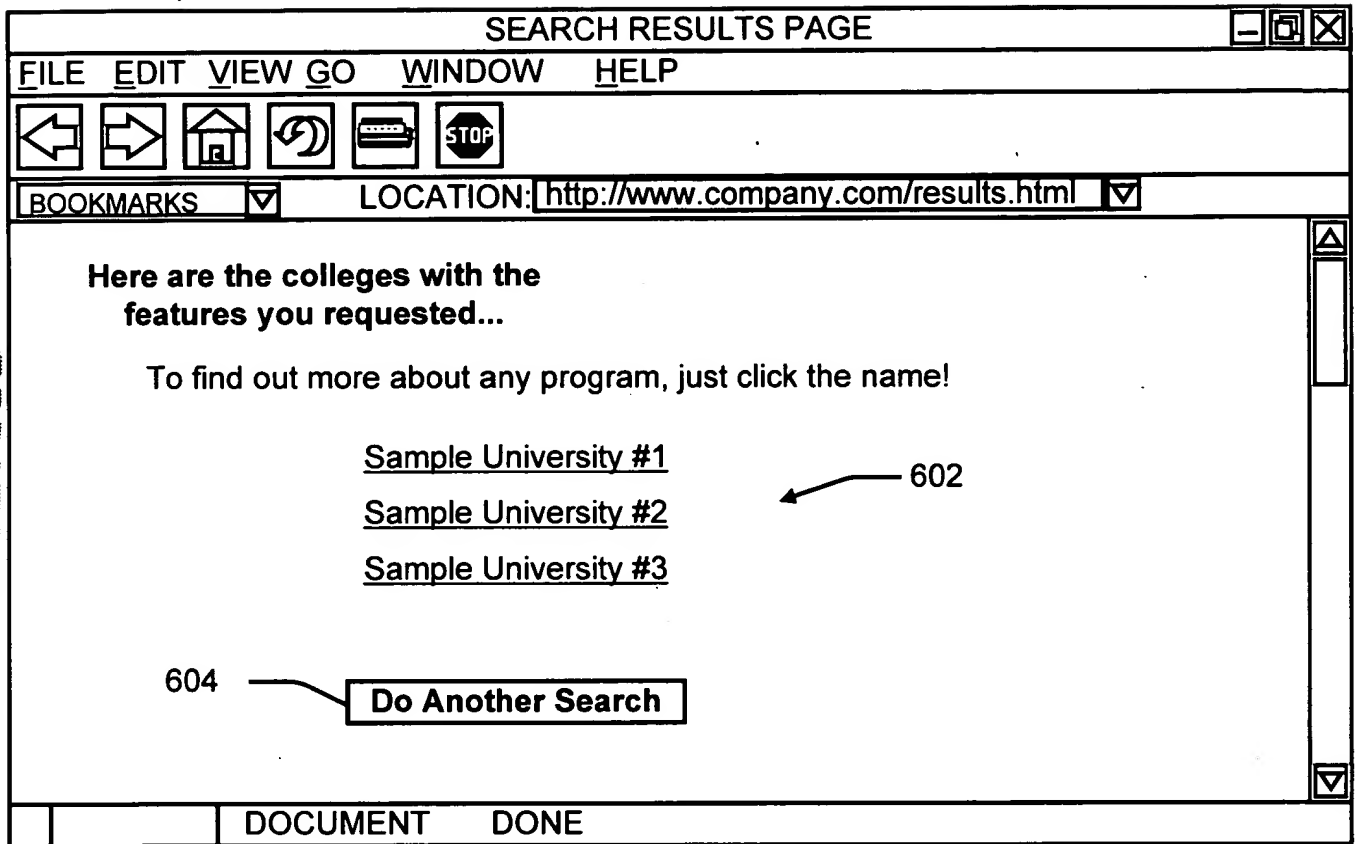 SEARCH RESULTS PAGE
FILE EDIT VIEW GO WINDOW HELP
STOP
BOOKMARKS LOCATION: http://www.company.com/results.html
Here are the colleges with the
features you requested...
To find out more about any program, just click the name!
Sample University #1
602
Sample University #2
Sample University #3
604
Do Another Search
DOCUMENT DONE